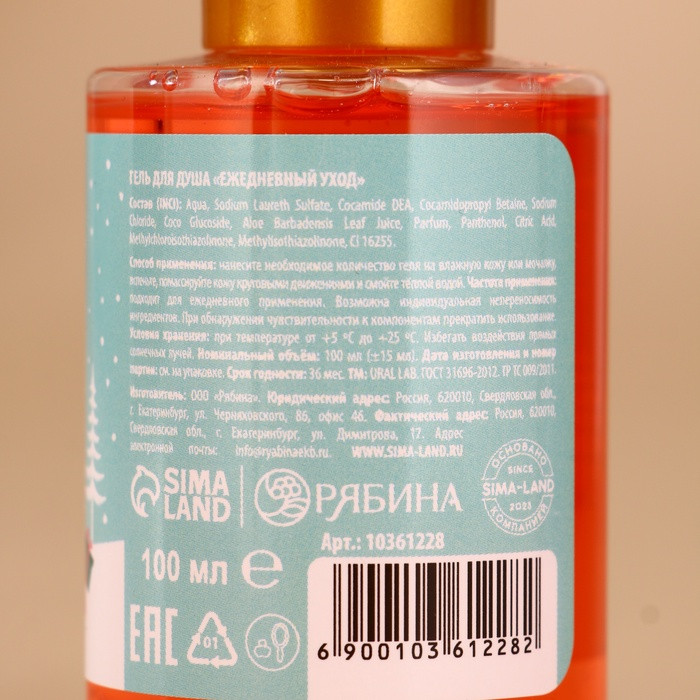 ГЕЛЬ ДЛЯ ДУША «ЕЖЕДНЕВНЫЙ УХОД»
Состав (INCI): Aqua, Sodium Laureth Sulfate, Cocamide DEA, Cocamidopropyl Betaine, Sodium
Chloride, Coco Glucoside, Aloe Barbadensis Leaf Juice, Parfum, Panthenol, Citric Acid,
Methylchloroisothiazolinone, Methylisothiazolinone, CI 16255.
Способ применения: нанесите необходимое количество геля на влажную кожу или мочалку,
вспеньте, помассируйте кожу круговыми движениями и смойте тёплой водой. Частота применения:
подходит для ежедневного применения. Возможна индивидуальная непереносимость
ингредиентов. При обнаружении чувствительности к компонентам прекратить использование.
Условия хранения: при температуре от +5 °C до +25 °C. Избегать воздействия прямых
солнечных лучей. Номинальный объём: 100 мл (±15 мл). Дата изготовления и номер
партии: см. на упаковке. Срок годности: 36 мес. ТМ: URAL LAB. ГОСТ 31696-2012. ТР ТС 009/2011.
Изготовитель: ООО «Рябина». Юридический адрес: Россия, 620010, Свердловская обл.,
г. Екатеринбург, ул. Черняховского, 86, офис 46. Фактический адрес: Россия, 620010,
Свердловская обл., г. Екатеринбург, ул. Димитрова, 17. Адрес
электронной почты: info@ryabinaekb.ru. WWW.SIMA-LAND.RU
SIMA LAND
РЯБИНА
ОСНОВАНО
SINCE
SIMA-LAND
2023
КОМПАНИЕЙ
Арт.: 10361228
100 мл e
EAC
01
6 900103 612282